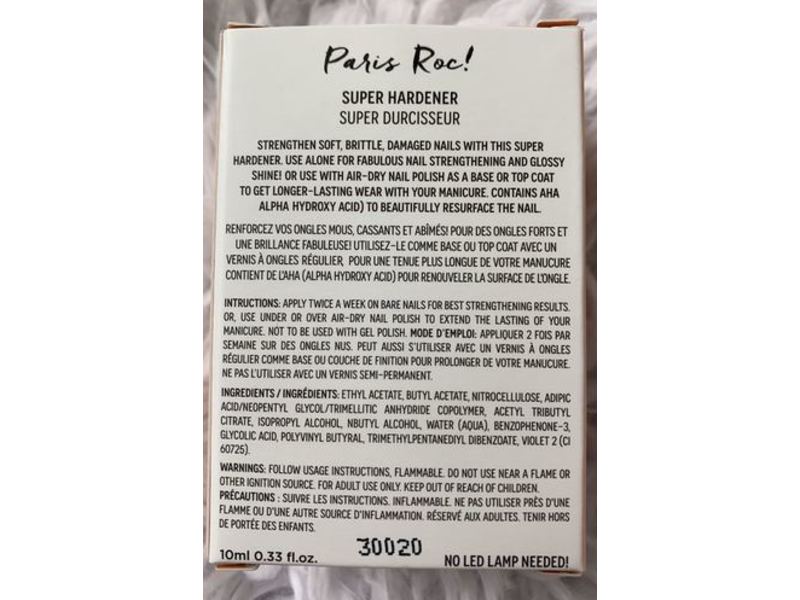 Paris Roc!
SUPER HARDENER
SUPER DURCISSEUR
STRENGTHEN SOFT, BRITTLE, DAMAGED NAILS WITH THIS SUPER
HARDENER. USE ALONE FOR FABULOUS NAIL STRENGTHENING AND GLOSSY
SHINE! OR USE WITH AIR-DRY NAIL POLISH AS A BASE OR TOP COAT
TO GET LONGER-LASTING WEAR WITH YOUR MANICURE. CONTAINS AHA
ALPHA HYDROXY ACID) TO BEAUTIFULLY RESURFACE THE NAIL.
RENFORCEZ VOS ONGLES MOUS, CASSANTS ET ABÎMÉS! POUR DES ONGLES FORTS ET
UNE BRILLANCE FABULEUSE! UTILISEZ-LE COMME BASE OU TOP COAT AVEC UN
VERNIS À ONGLES RÉGULIER, POUR UNE TENUE PLUS LONGUE DE VOTRE MANUCURE
CONTIENT DE L'AHA (ALPHA HYDROXY ACID) POUR RENOUVELER LA SURFACE DE L'ONGLE.
INTRUCTIONS: APPLY TWICE A WEEK ON BARE NAILS FOR BEST STRENGTHENING RESULTS.
OR, USE UNDER OR OVER AIR-DRY NAIL POLISH TO EXTEND THE LASTING OF YOUR
MANICURE. NOT TO BE USED WITH GEL POLISH. MODE D'EMPLOI: APPLIQUER 2 FOIS PAR
SEMAINE SUR DES ONGLES NUS. PEUT AUSSI S'UTILISER AVEC UN VERNIS À ONGLES
RÉGULIER COMME BASE OU COUCHE DE FINITION POUR PROLONGER DE VOTRE MANUCURE.
NE PAS L'UTILISER AVEC UN VERNIS SEMI-PERMANENT.
INGREDIENTS / INGRÉDIENTS: ETHYL ACETATE, BUTYL ACETATE, NITROCELLULOSE, ADIPIC
ACID/NEOPENTYL GLYCOL/TRIMELLITIC ANHYDRIDE COPOLYMER, ACETYL TRIBUTYL
CITRATE, ISOPROPYL ALCOHOL, NBUTYL ALCOHOL, WATER (AQUA), BENZOPHENONE-3,
GLYCOLIC ACID, POLYVINYL BUTYRAL, TRIMETHYLPENTANEDIYL DIBENZOATE, VIOLET 2 (CI
60725).
WARNINGS: FOLLOW USAGE INSTRUCTIONS, FLAMMABLE. DO NOT USE NEAR A FLAME OR
OTHER IGNITION SOURCE. FOR ADULT USE ONLY. KEEP OUT OF REACH OF CHILDREN.
PRÉCAUTIONS : SUIVRE LES INSTRUCTIONS. INFLAMMABLE. NE PAS UTILISER PRÈS D'UNE
FLAMME OU D'UNE AUTRE SOURCE D'INFLAMMATION. RÉSERVÉ AUX ADULTES. TENIR HORS
DE PORTÉE DES ENFANTS.
10ml 0.33 fl.oz. 30020 NO LED LAMP NEEDED!